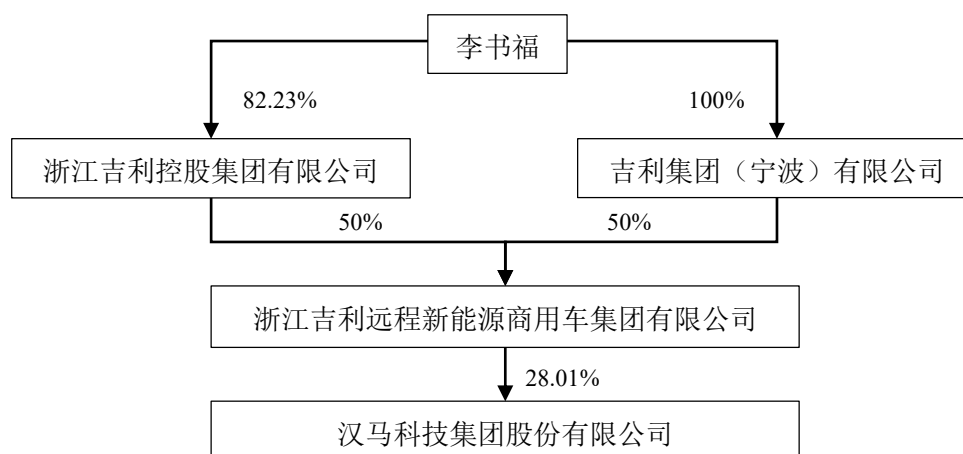 李书福
82.23%
100%
浙江吉利控股集团有限公司
吉利集团（宁波）有限公司
50%
50%
浙江吉利远程新能源商用车集团有限公司
28.01%
汉马科技集团股份有限公司